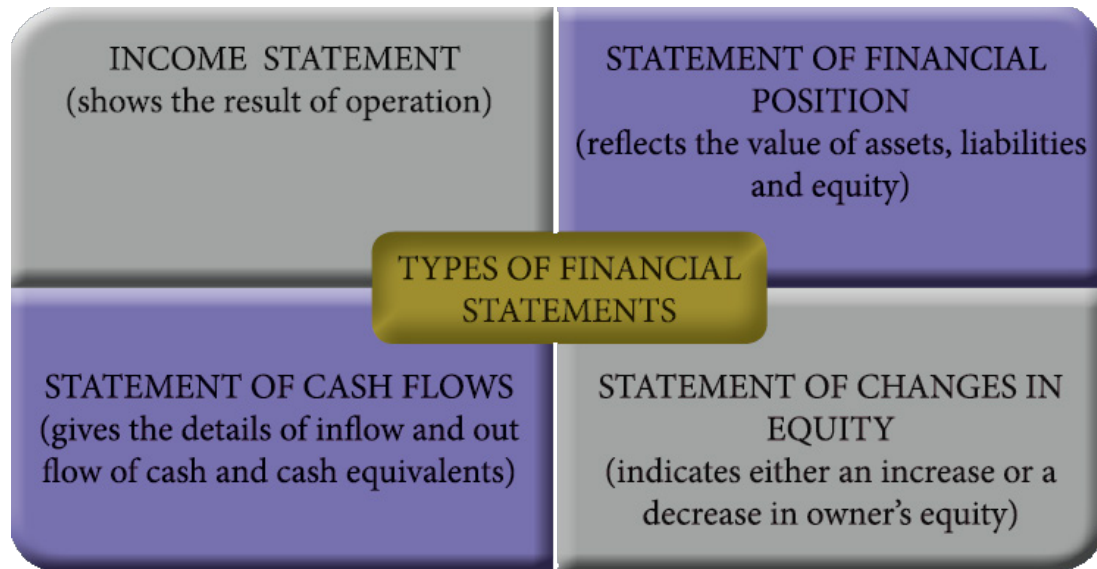 INCOME STATEMENT
(shows the result of operation)
STATEMENT OF FINANCIAL
POSITION
(reflects the value of assets, liabilities
and equity)
TYPES OF FINANCIAL
STATEMENTS
STATEMENT OF CASH FLOWS
(gives the details of inflow and out
flow of cash and cash equivalents)
STATEMENT OF CHANGES IN
EQUITY
(indicates either an increase or a
decrease in owner’s equity)